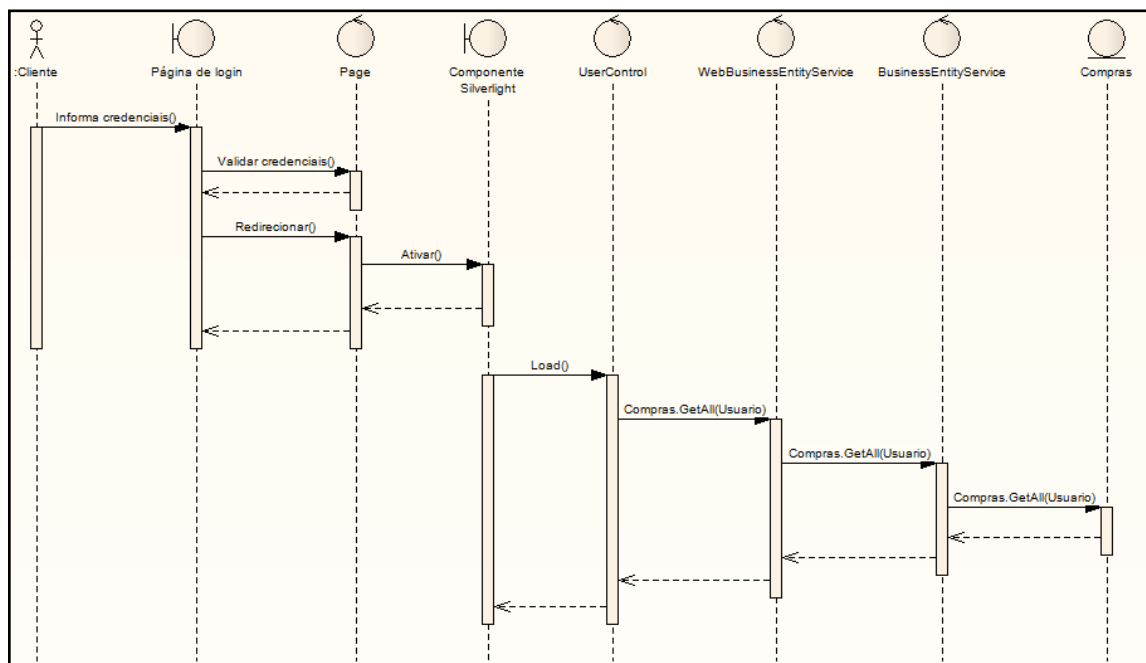 :Cliente
Página de login
Page
Componente
Silverlight
UserControl
WebBusinessEntityService
BusinessEntityService
Compras
Informa credenciais()
Validar credenciais()
Redirecionar()
Ativar()
Load()
Compras.GetAll(Usuario)
Compras.GetAll(Usuario)
Compras.GetAll(Usuario)